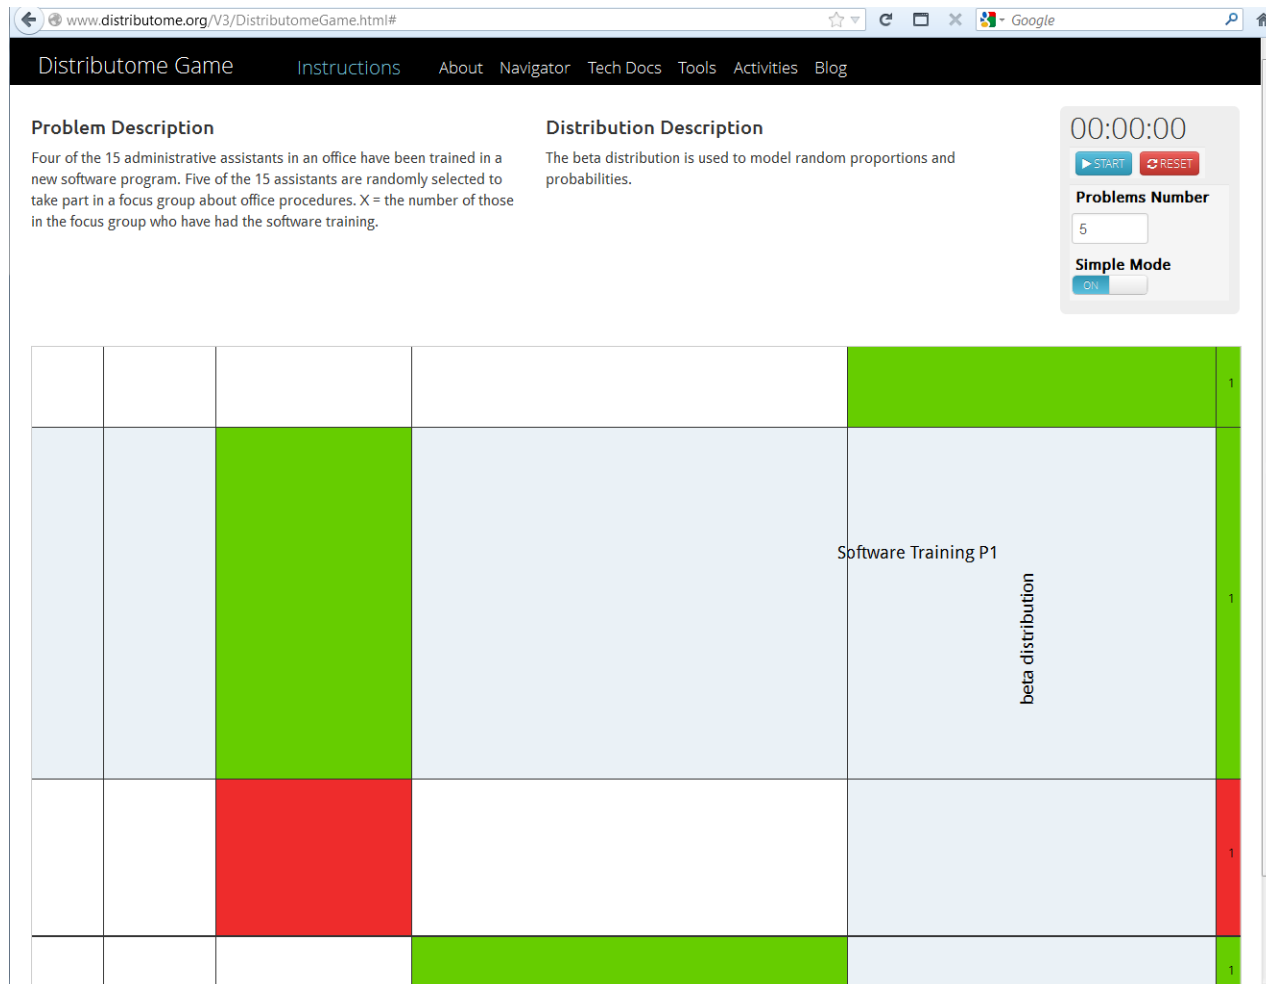 www.distributome.org/V3/DistributomeGame.html#
Google
Distributome Game Instructions About Navigator Tech Docs Tools Activities Blog
Problem Description
Four of the 15 administrative assistants in an office have been trained in a
new software program. Five of the 15 assistants are randomly selected to
take part in a focus group about office procedures. X = the number of those
in the focus group who have had the software training.
Distribution Description
The beta distribution is used to model random proportions and
probabilities.
00:00:00
START RESET
Problems Number
5
Simple Mode
ON
1
Software Training P1
beta distribution
1
1
1